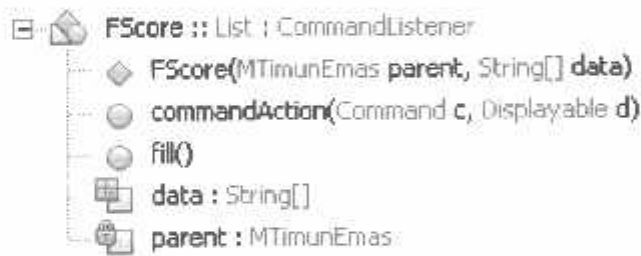 FScore :: List : CommandListener
FScore(MTimunEmas parent, String[] data)
commandAction(Command c, Displayable d)
fill()
data : String[]
parent : MTimunEmas